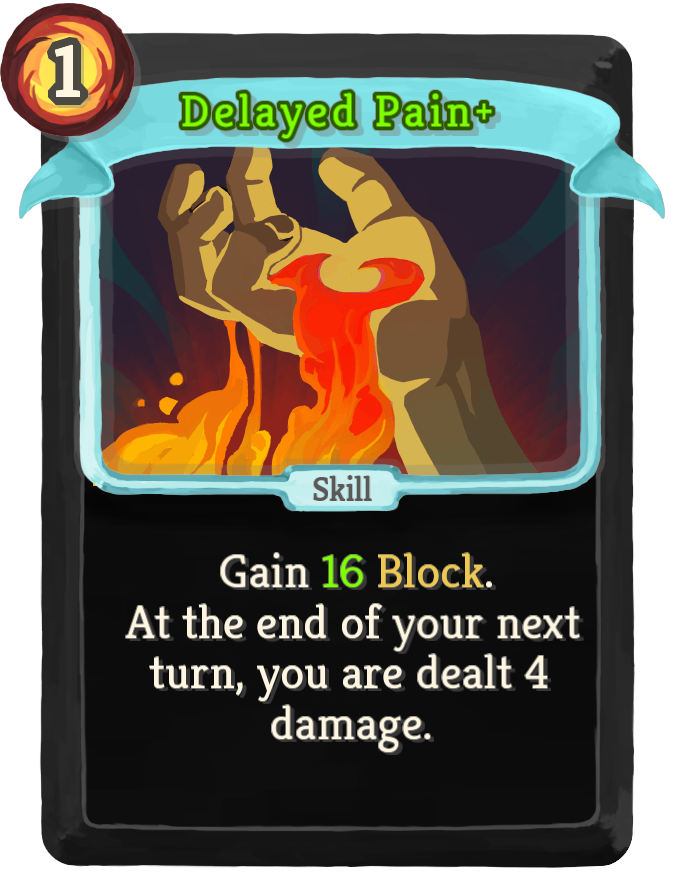 1
Delayed Pain+
Skill
Gain 16 Block.
At the end of your next
turn, you are dealt 4
damage.